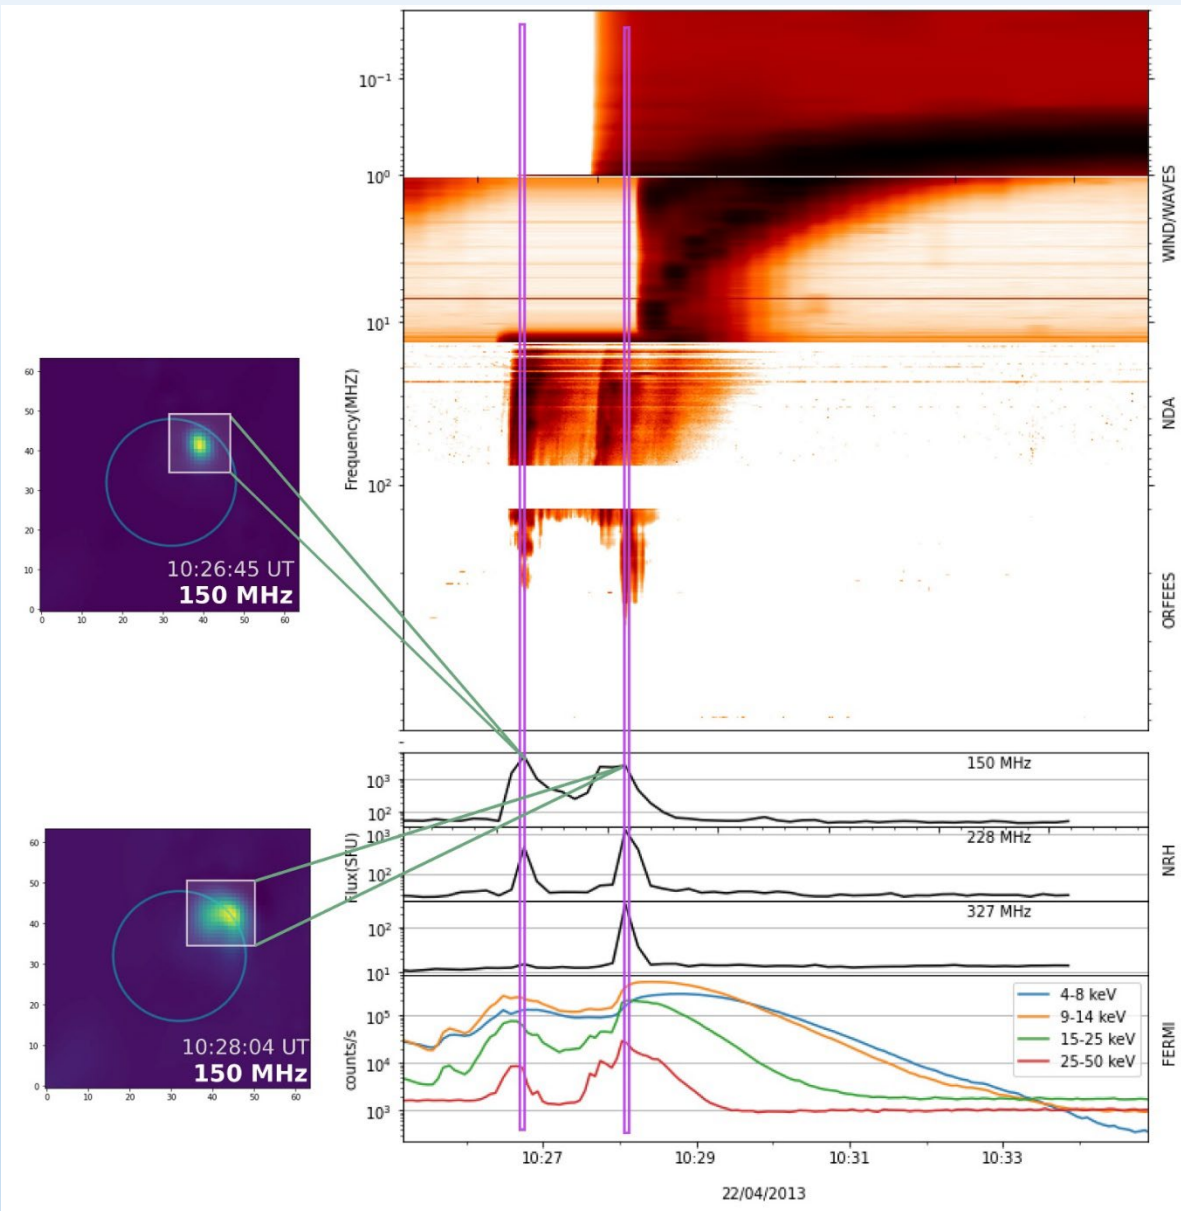 10⁻¹
10⁰
10¹
10²
Frequency(MHZ)
WIND/WAVES
NDA
ORFEES
60
50
40
30
20
10
0
0 10 20 30 40 50 60
10:26:45 UT
150 MHz
60
50
40
30
20
10
0
0 10 20 30 40 50 60
10:28:04 UT
150 MHz
10³
10²
150 MHz
10³
10²
228 MHz
10²
10¹
327 MHz
Flux(SFU)
NRH
10⁵
10⁴
10³
counts/s
4-8 keV
9-14 keV
15-25 keV
25-50 keV
FERMI
10:27 10:29 10:31 10:33
22/04/2013